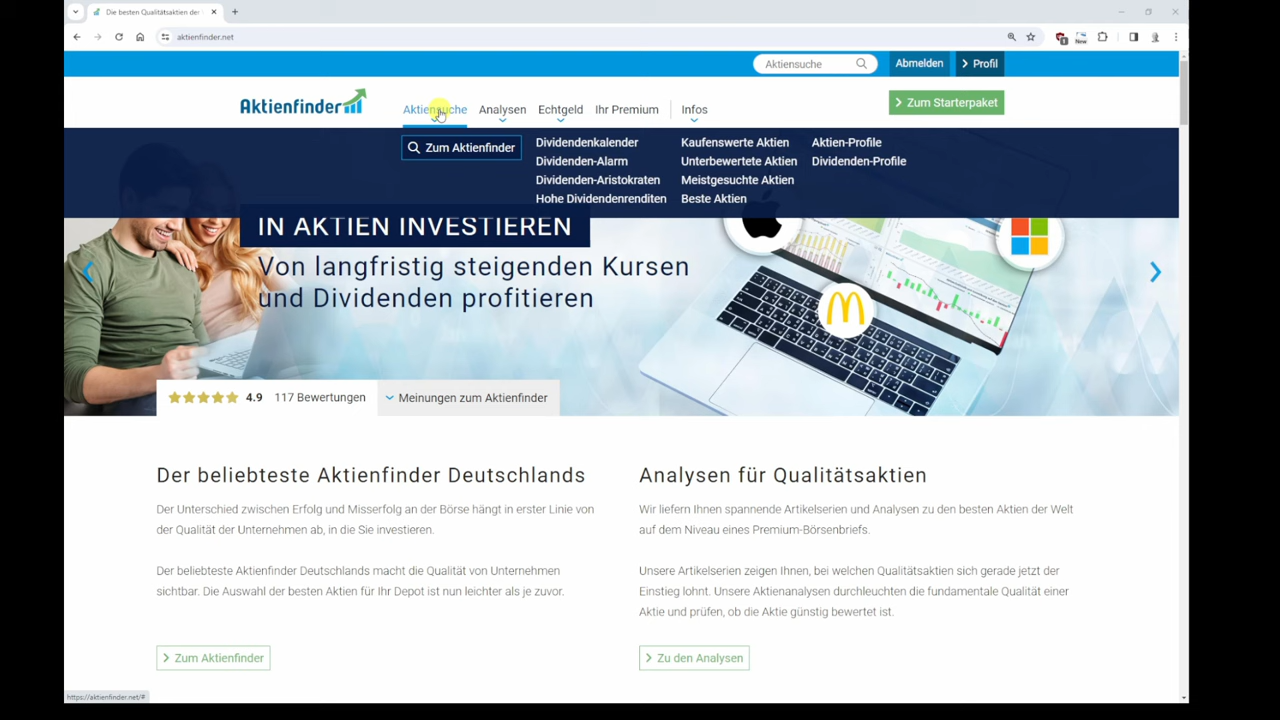 Die besten Qualitätsaktien der
aktienfinder.net
New
Aktiensuche
Abmelden
Profil
Aktienfinder
Aktiensuche
Analysen
Echtgeld
Ihr Premium
Infos
Zum Starterpaket
Zum Aktienfinder
Dividendenkalender
Dividenden-Alarm
Dividenden-Aristokraten
Hohe Dividendenrenditen
Kaufenswerte Aktien
Unterbewertete Aktien
Meistgesuchte Aktien
Beste Aktien
Aktien-Profile
Dividenden-Profile
IN AKTIEN INVESTIEREN
Von langfristig steigenden Kursen
und Dividenden profitieren
4.9 117 Bewertungen
Meinungen zum Aktienfinder
Der beliebteste Aktienfinder Deutschlands
Der Unterschied zwischen Erfolg und Misserfolg an der Börse hängt in erster Linie von
der Qualität der Unternehmen ab, in die Sie investieren.
Der beliebteste Aktienfinder Deutschlands macht die Qualität von Unternehmen
sichtbar. Die Auswahl der besten Aktien für Ihr Depot ist nun leichter als je zuvor.
Zum Aktienfinder
Analysen für Qualitätsaktien
Wir liefern Ihnen spannende Artikelserien und Analysen zu den besten Aktien der Welt
auf dem Niveau eines Premium-Börsenbriefs.
Unsere Artikelserien zeigen Ihnen, bei welchen Qualitätsaktien sich gerade jetzt der
Einstieg lohnt. Unsere Aktienanalysen durchleuchten die fundamentale Qualität einer
Aktie und prüfen, ob die Aktie günstig bewertet ist.
Zu den Analysen
https://aktienfinder.net/#